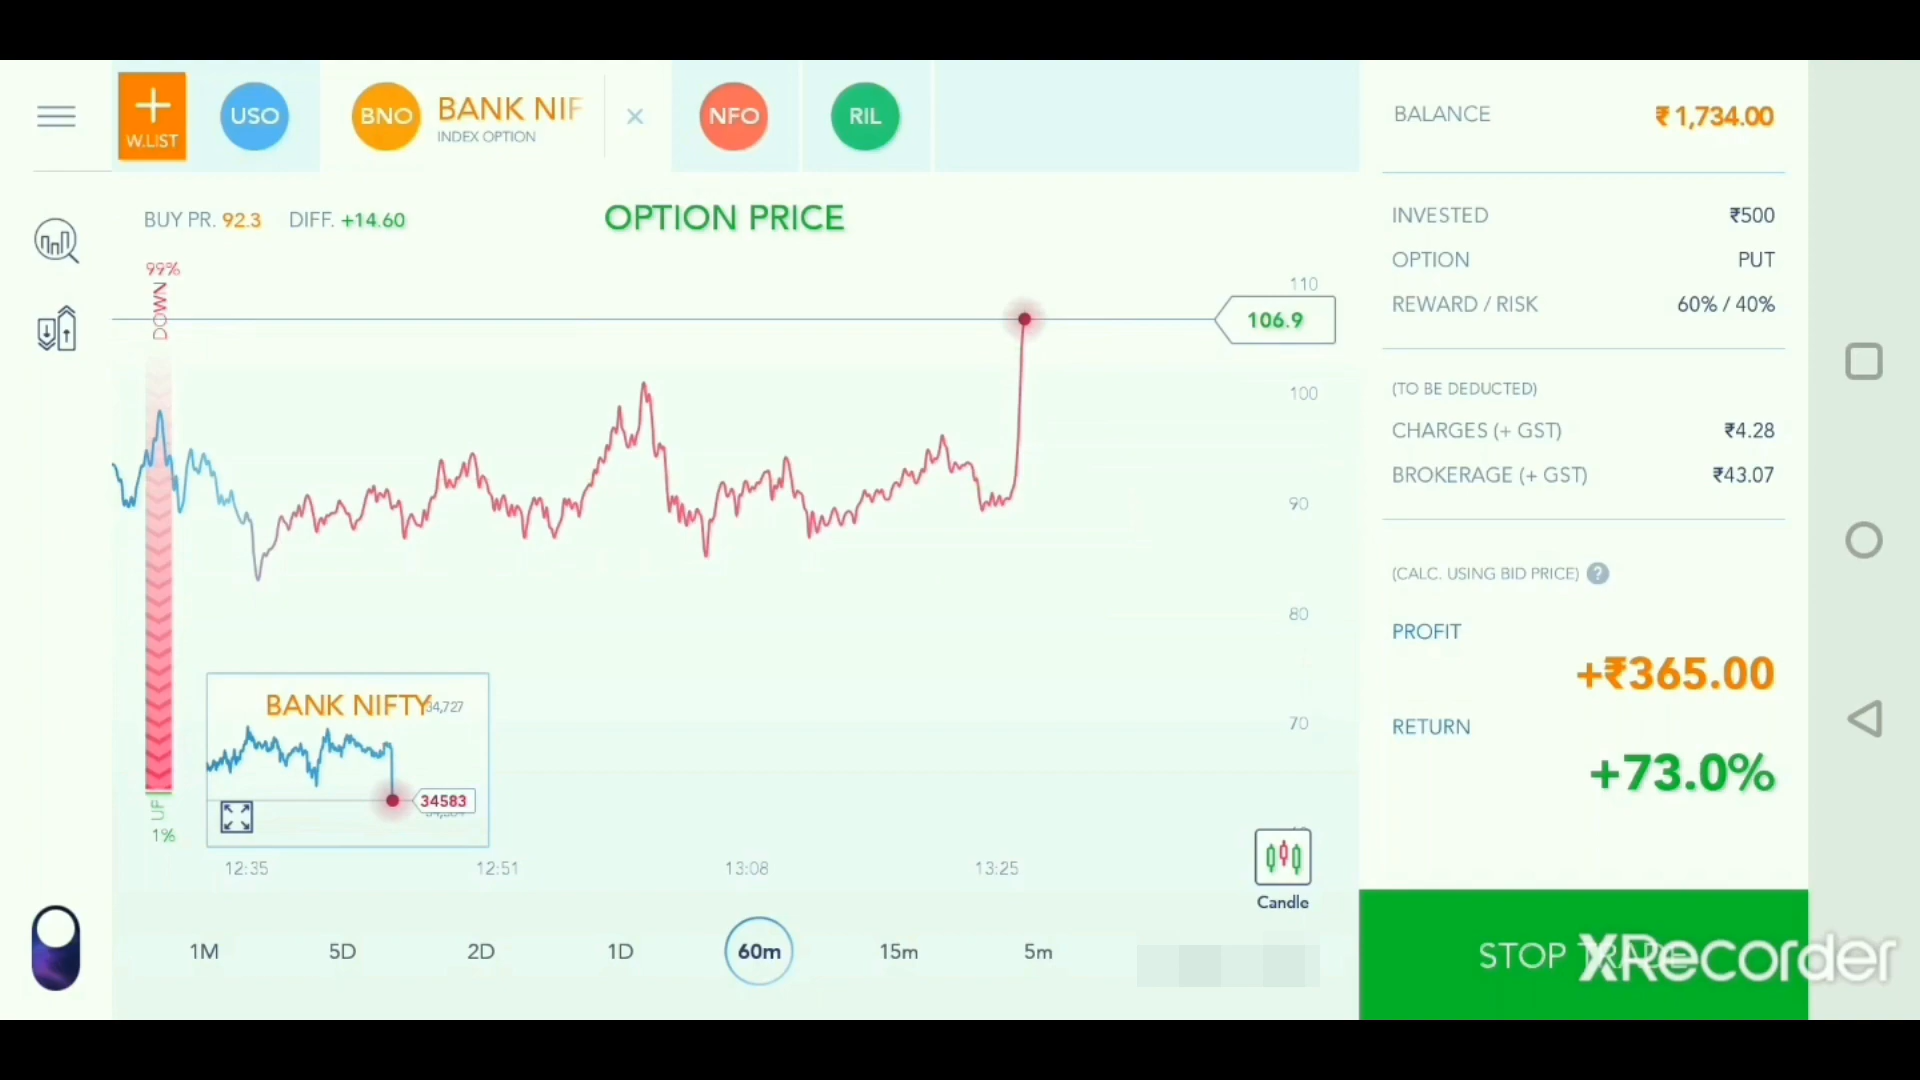 W.LIST
USO
BNO
BANK NIF
INDEX OPTION
NFO
RIL
BALANCE
₹ 1,734.00
BUY PR. 92.3 DIFF. +14.60
OPTION PRICE
99%
DOWN
UP
1%
110
106.9
100
90
80
70
BANK NIFTY
34,727
34583
12:35
12:51
13:08
13:25
Candle
1M
5D
2D
1D
60m
15m
5m
INVESTED ₹500
OPTION PUT
REWARD / RISK 60% / 40%
(TO BE DEDUCTED)
CHARGES (+ GST) ₹4.28
BROKERAGE (+ GST) ₹43.07
(CALC. USING BID PRICE) ?
PROFIT
+₹365.00
RETURN
+73.0%
STOP TRADE
XRecorder